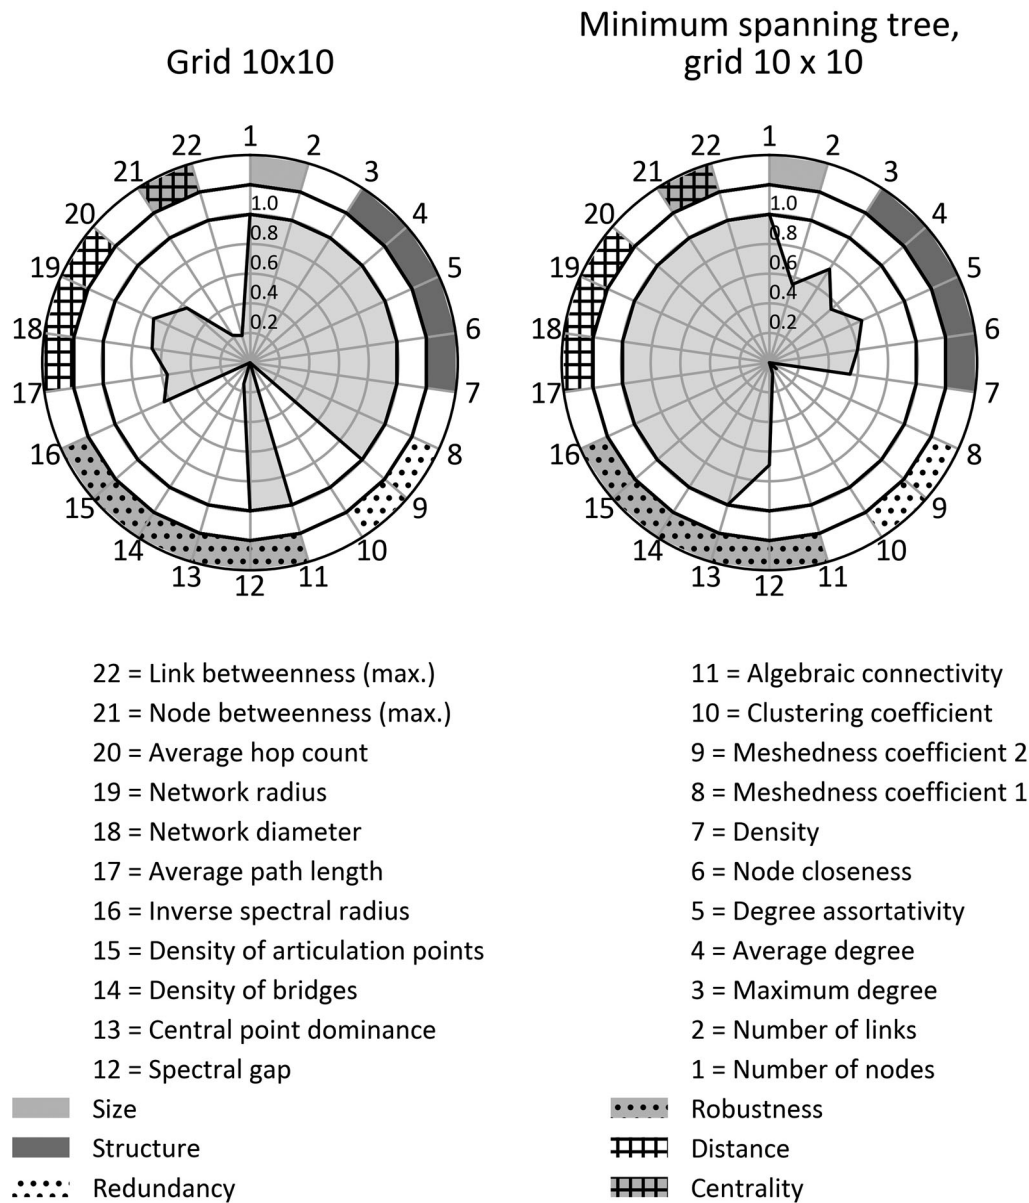 Grid 10x10
Minimum spanning tree,
grid 10 x 10
1
2
3
4
5
6
7
8
9
10
11
12
13
14
15
16
17
18
19
20
21
22
1.0
0.8
0.6
0.4
0.2
1
2
3
4
5
6
7
8
9
10
11
12
13
14
15
16
17
18
19
20
21
22
1.0
0.8
0.6
0.4
0.2
22 = Link betweenness (max.)
21 = Node betweenness (max.)
20 = Average hop count
19 = Network radius
18 = Network diameter
17 = Average path length
16 = Inverse spectral radius
15 = Density of articulation points
14 = Density of bridges
13 = Central point dominance
12 = Spectral gap
11 = Algebraic connectivity
10 = Clustering coefficient
9 = Meshedness coefficient 2
8 = Meshedness coefficient 1
7 = Density
6 = Node closeness
5 = Degree assortativity
4 = Average degree
3 = Maximum degree
2 = Number of links
1 = Number of nodes
Size
Structure
Redundancy
Robustness
Distance
Centrality